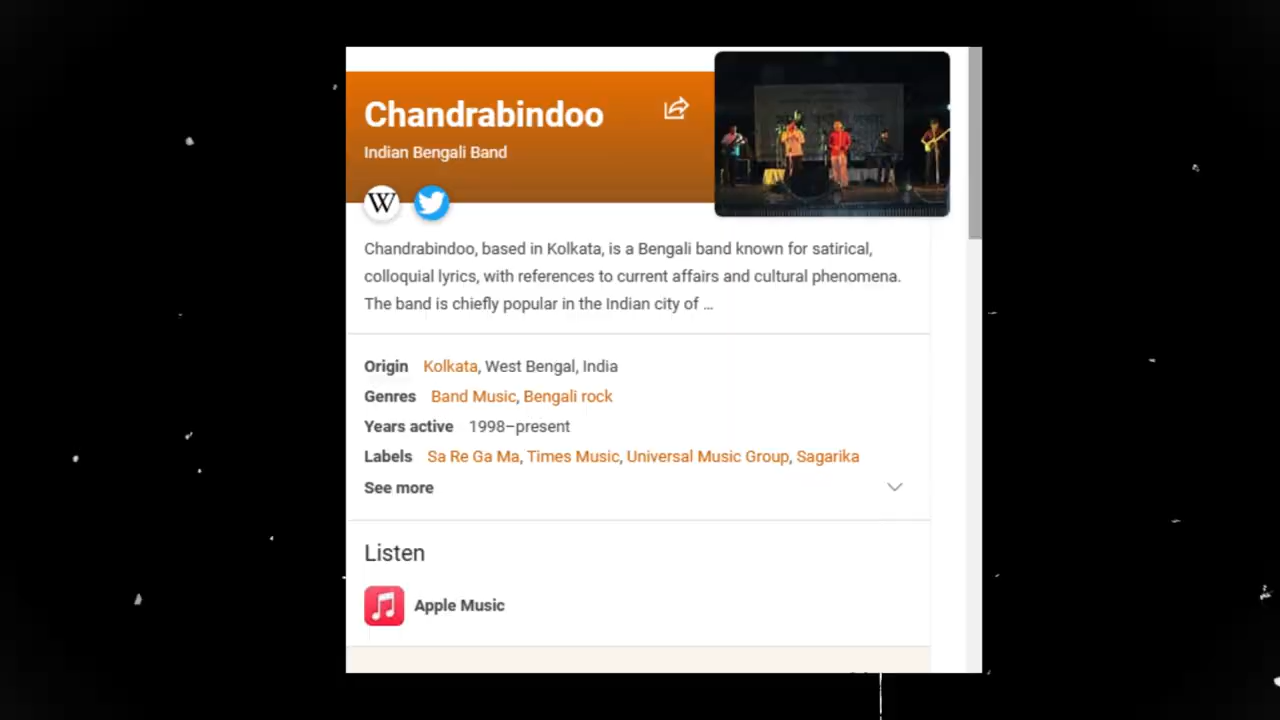 Chandrabindoo
Indian Bengali Band
W
Chandrabindoo, based in Kolkata, is a Bengali band known for satirical,
colloquial lyrics, with references to current affairs and cultural phenomena.
The band is chiefly popular in the Indian city of ...
Origin Kolkata, West Bengal, India
Genres Band Music, Bengali rock
Years active 1998–present
Labels Sa Re Ga Ma, Times Music, Universal Music Group, Sagarika
See more
Listen
Apple Music